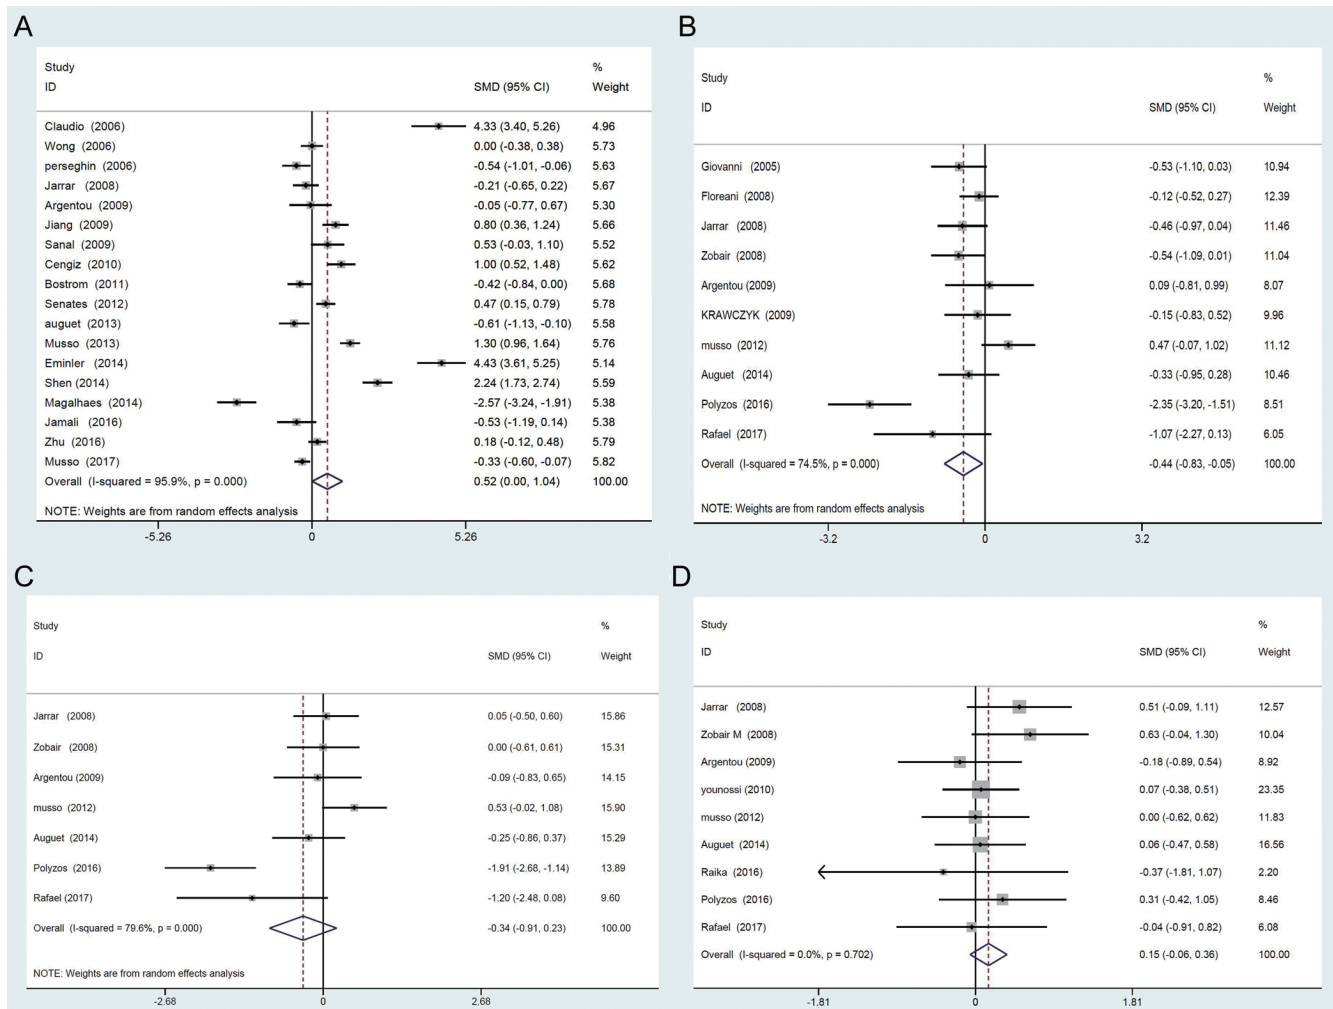 A
Study %
ID SMD (95% CI) Weight
Claudio (2006) 4.33 (3.40, 5.26) 4.96
Wong (2006) 0.00 (-0.38, 0.38) 5.73
perseghin (2006) -0.54 (-1.01, -0.06) 5.63
Jarrar (2008) -0.21 (-0.65, 0.22) 5.67
Argentou (2009) -0.05 (-0.77, 0.67) 5.30
Jiang (2009) 0.80 (0.36, 1.24) 5.66
Sanal (2009) 0.53 (-0.03, 1.10) 5.52
Cengiz (2010) 1.00 (0.52, 1.48) 5.62
Bostrom (2011) -0.42 (-0.84, 0.00) 5.68
Senates (2012) 0.47 (0.15, 0.79) 5.78
auguet (2013) -0.61 (-1.13, -0.10) 5.58
Musso (2013) 1.30 (0.96, 1.64) 5.76
Eminler (2014) 4.43 (3.61, 5.25) 5.14
Shen (2014) 2.24 (1.73, 2.74) 5.59
Magalhaes (2014) -2.57 (-3.24, -1.91) 5.38
Jamali (2016) -0.53 (-1.19, 0.14) 5.38
Zhu (2016) 0.18 (-0.12, 0.48) 5.79
Musso (2017) -0.33 (-0.60, -0.07) 5.82
Overall (I-squared = 95.9%, p = 0.000) 0.52 (0.00, 1.04) 100.00
NOTE: Weights are from random effects analysis
-5.26 0 5.26
B
Study %
ID SMD (95% CI) Weight
Giovanni (2005) -0.53 (-1.10, 0.03) 10.94
Floreani (2008) -0.12 (-0.52, 0.27) 12.39
Jarrar (2008) -0.46 (-0.97, 0.04) 11.46
Zobair (2008) -0.54 (-1.09, 0.01) 11.04
Argentou (2009) 0.09 (-0.81, 0.99) 8.07
KRAWCZYK (2009) -0.15 (-0.83, 0.52) 9.96
musso (2012) 0.47 (-0.07, 1.02) 11.12
Auguet (2014) -0.33 (-0.95, 0.28) 10.46
Polyzos (2016) -2.35 (-3.20, -1.51) 8.51
Rafael (2017) -1.07 (-2.27, 0.13) 6.05
Overall (I-squared = 74.5%, p = 0.000) -0.44 (-0.83, -0.05) 100.00
NOTE: Weights are from random effects analysis
-3.2 0 3.2
C
Study %
ID SMD (95% CI) Weight
Jarrar (2008) 0.05 (-0.50, 0.60) 15.86
Zobair (2008) 0.00 (-0.61, 0.61) 15.31
Argentou (2009) -0.09 (-0.83, 0.65) 14.15
musso (2012) 0.53 (-0.02, 1.08) 15.90
Auguet (2014) -0.25 (-0.86, 0.37) 15.29
Polyzos (2016) -1.91 (-2.68, -1.14) 13.89
Rafael (2017) -1.20 (-2.48, 0.08) 9.60
Overall (I-squared = 79.6%, p = 0.000) -0.34 (-0.91, 0.23) 100.00
NOTE: Weights are from random effects analysis
-2.68 0 2.68
D
Study %
ID SMD (95% CI) Weight
Jarrar (2008) 0.51 (-0.09, 1.11) 12.57
Zobair M (2008) 0.63 (-0.04, 1.30) 10.04
Argentou (2009) -0.18 (-0.89, 0.54) 8.92
younossi (2010) 0.07 (-0.38, 0.51) 23.35
musso (2012) 0.00 (-0.62, 0.62) 11.83
Auguet (2014) 0.06 (-0.47, 0.58) 16.56
Raika (2016) -0.37 (-1.81, 1.07) 2.20
Polyzos (2016) 0.31 (-0.42, 1.05) 8.46
Rafael (2017) -0.04 (-0.91, 0.82) 6.08
Overall (I-squared = 0.0%, p = 0.702) 0.15 (-0.06, 0.36) 100.00
-1.81 0 1.81